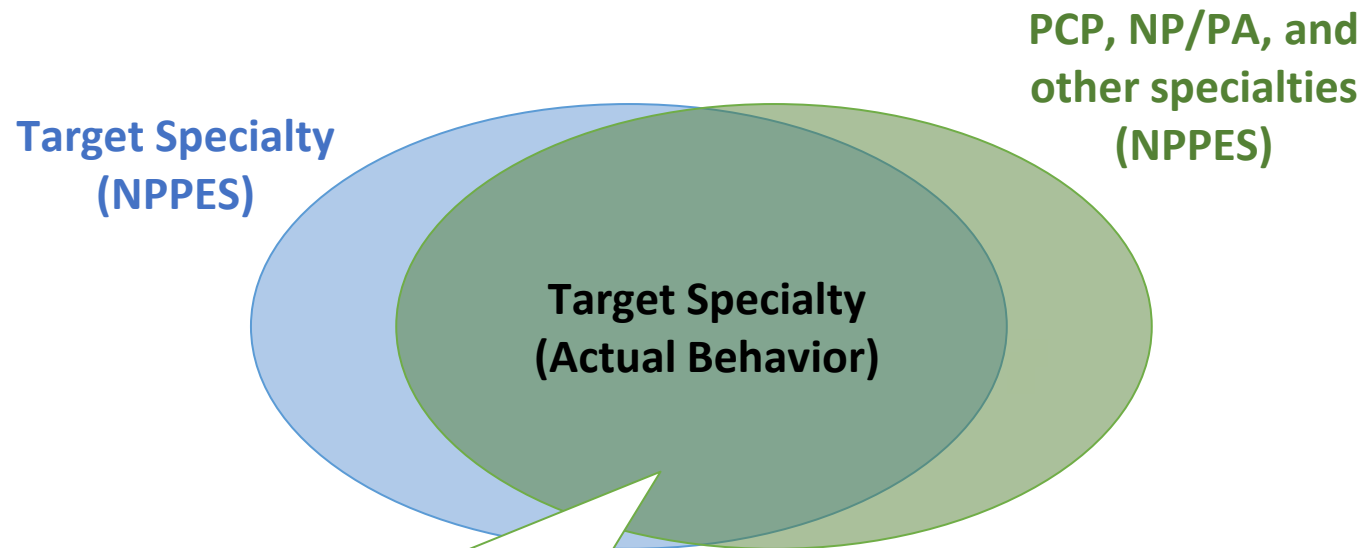 PCP, NP/PA, and
other specialties
(NPPES)
Target Specialty
(NPPES)
Target Specialty
(Actual Behavior)